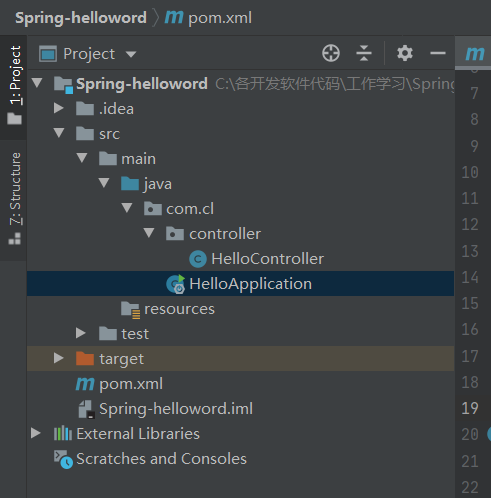 Spring-helloword 〉 pom.xml
1: Project
Z: Structure
Project
Spring-helloword C:\各开发软件代码\工作学习\Spring
.idea
src
main
java
com.cl
controller
HelloController
HelloApplication
resources
test
target
pom.xml
Spring-helloword.iml
External Libraries
Scratches and Consoles
7
8
9
10
11
12
13
14
15
16
17
18
19
20
21
22